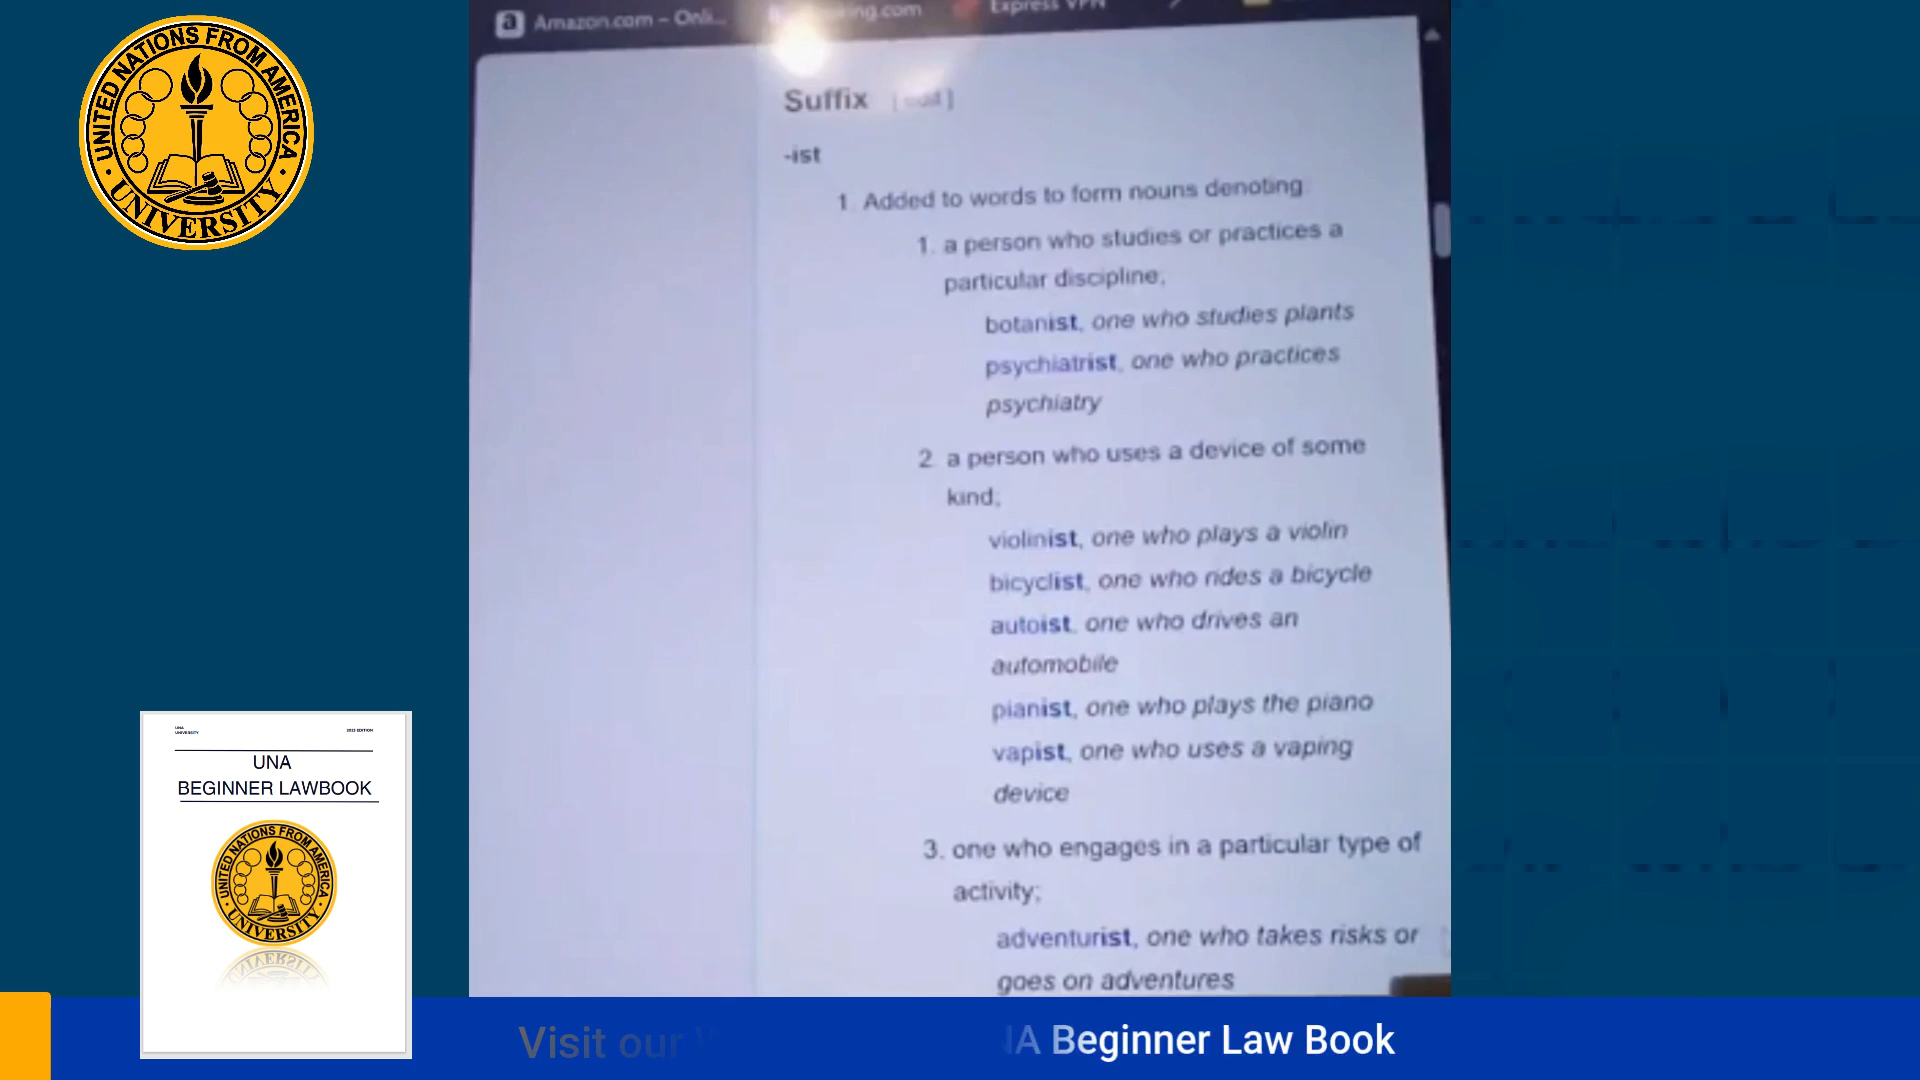 UNITED NATIONS FROM AMERICA
UNIVERSITY
Amazon.com – Onli...
Express VPN
Suffix
-ist
1. Added to words to form nouns denoting:
1. a person who studies or practices a
particular discipline;
botanist, one who studies plants
psychiatrist, one who practices
psychiatry
2. a person who uses a device of some
kind;
violinist, one who plays a violin
bicyclist, one who rides a bicycle
autoist, one who drives an
automobile
pianist, one who plays the piano
vapist, one who uses a vaping
device
3. one who engages in a particular type of
activity;
adventurist, one who takes risks or
goes on adventures
UNA
UNIVERSITY
2023 EDITION
UNA
BEGINNER LAWBOOK
UNITED NATIONS FROM AMERICA
UNIVERSITY
Visit our
Beginner Law Book